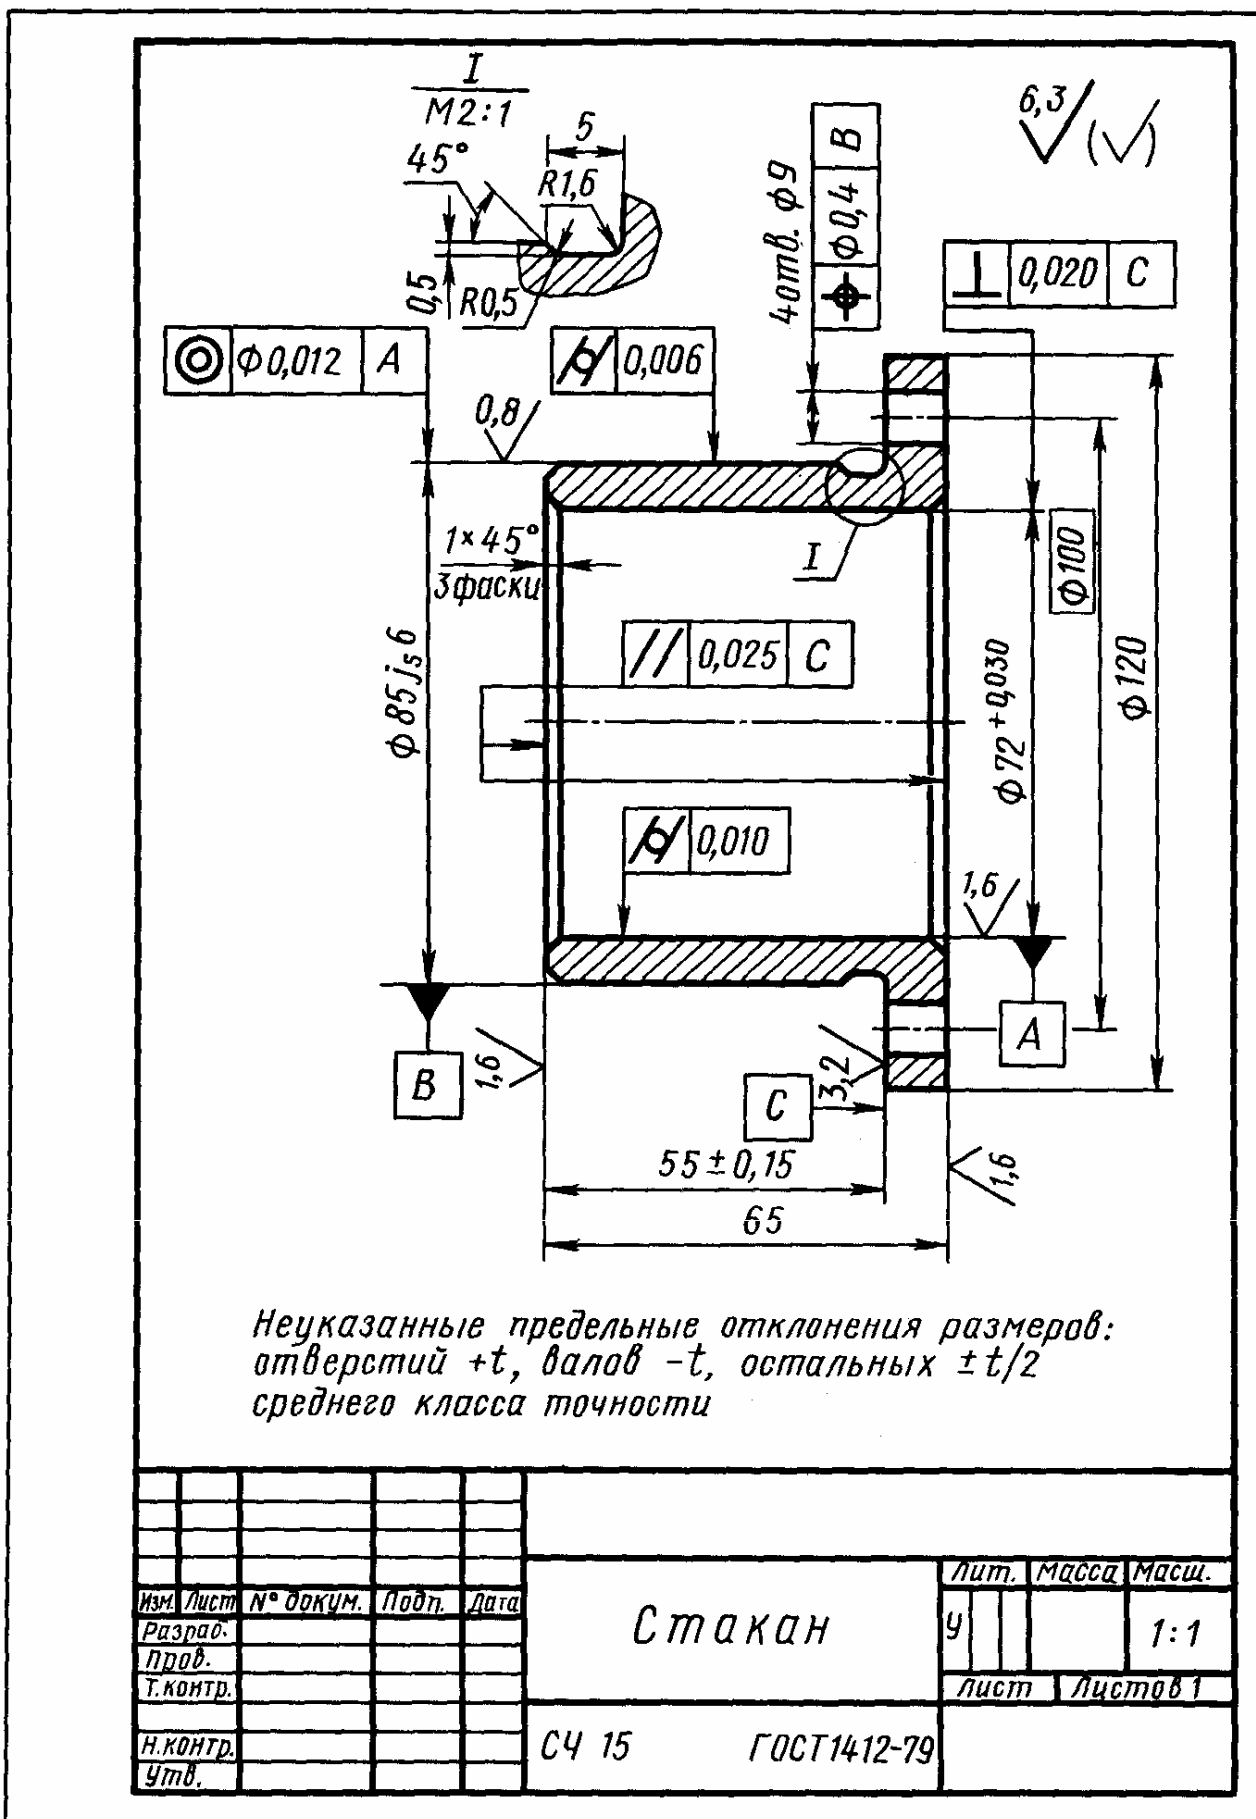 I
М2:1
5
45°
R1,6
0,5
R0,5
6,3
4отв. ф9
ф0,4 В
0,020 С
ф0,012 А
0,006
0,8
I
1×45°
3фаски
ф100
0,025 С
ф85js6
ф72+0,030
ф120
0,010
1,6
А
В
1,6
3,2
С
55±0,15
1,6
65
Неуказанные предельные отклонения размеров:
отверстий +t, валов -t, остальных ±t/2
среднего класса точности
Лит. Масса Масш.
Изм. Лист № докум. Подп. Дата
Разраб.
Стакан
У
1:1
Пров.
Т.контр.
Лист Листов 1
Н.контр.
СЧ 15 ГОСТ1412-79
Утв.